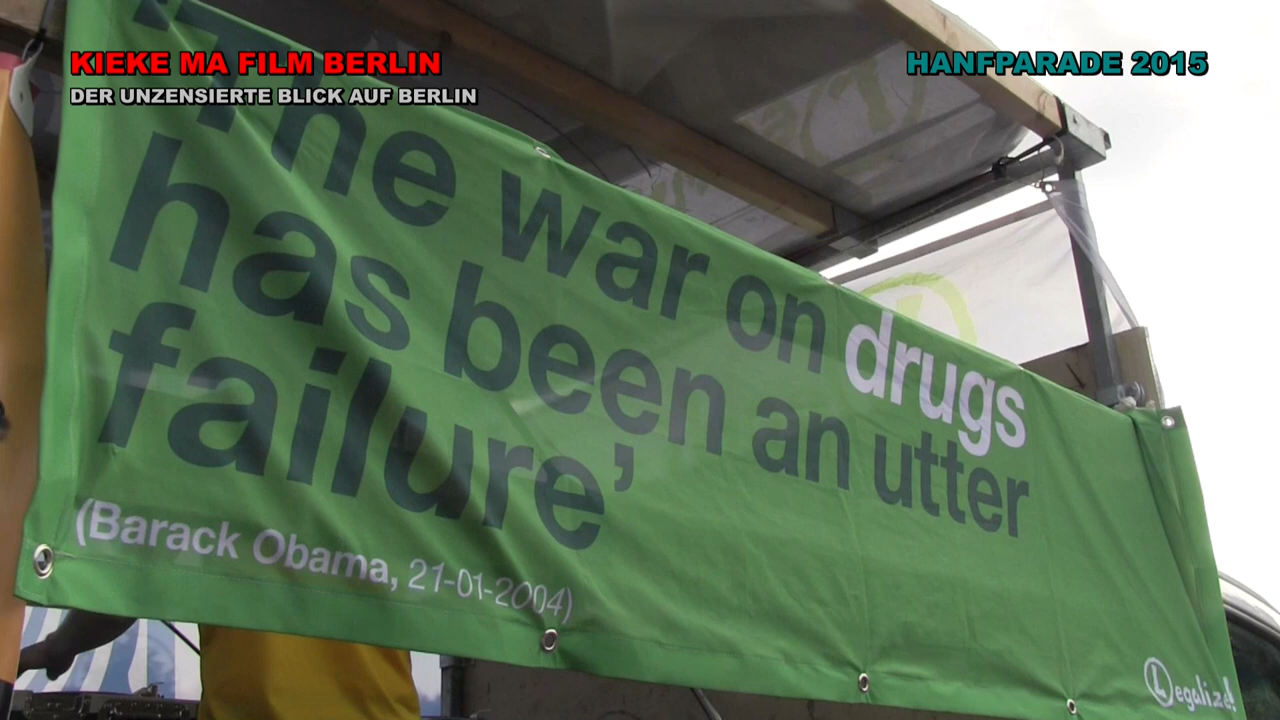 KIEKE MA FILM BERLIN
DER UNZENSIERTE BLICK AUF BERLIN
HANFPARADE 2015
'The war on drugs
has been an utter
failure'
(Barack Obama, 21-01-2004)
Legalize!